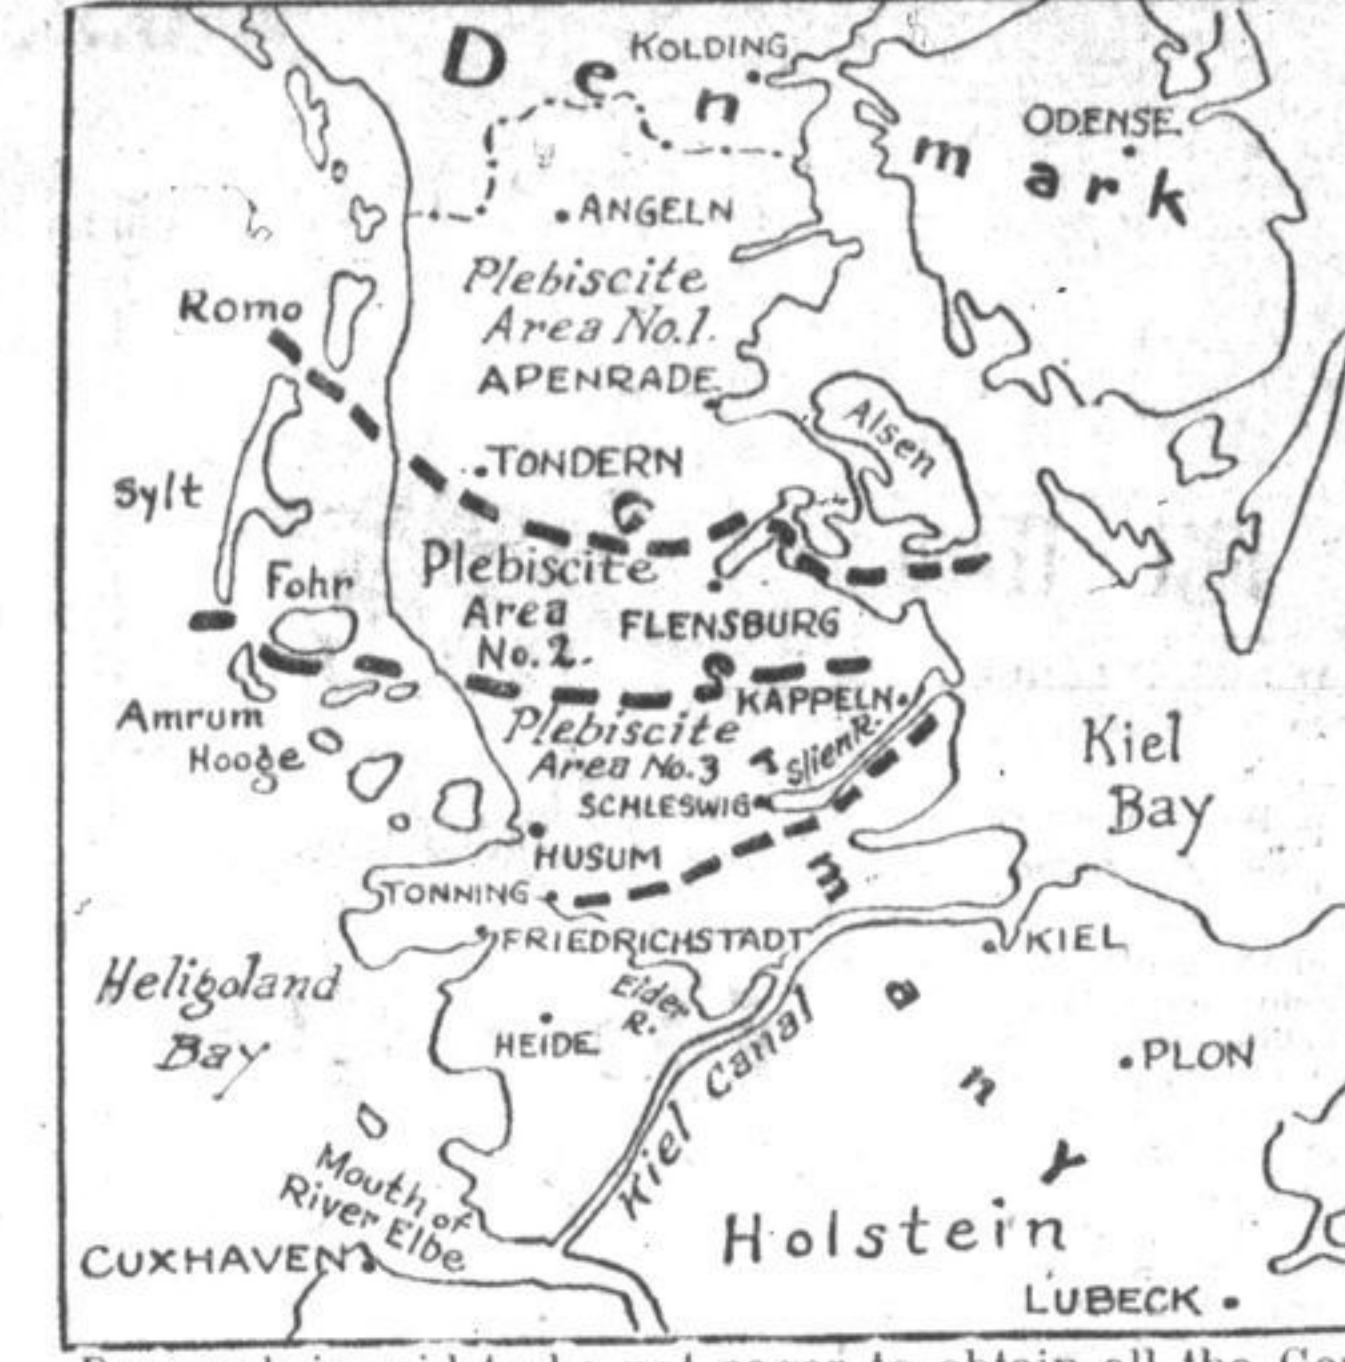 Denmark
KOLDING
ODENSE
ANGELN
Plebiscite
Area No.1.
Romo
APENRADE
Alsen
TONDERN
Sylt
Plebiscite
Area
No.2.
Fohr
FLENSBURG
KAPPELN
Amrum
Hooge
Plebiscite
Area No.3
Slien R.
SCHLESWIG
Kiel
Bay
HUSUM
TONNING
FRIEDRICHSTADT
KIEL
Germany
Heligoland
Bay
Eider
R.
HEIDE
Kiel Canal
PLON
Mouth of
River Elbe
Holstein
CUXHAVEN
LUBECK